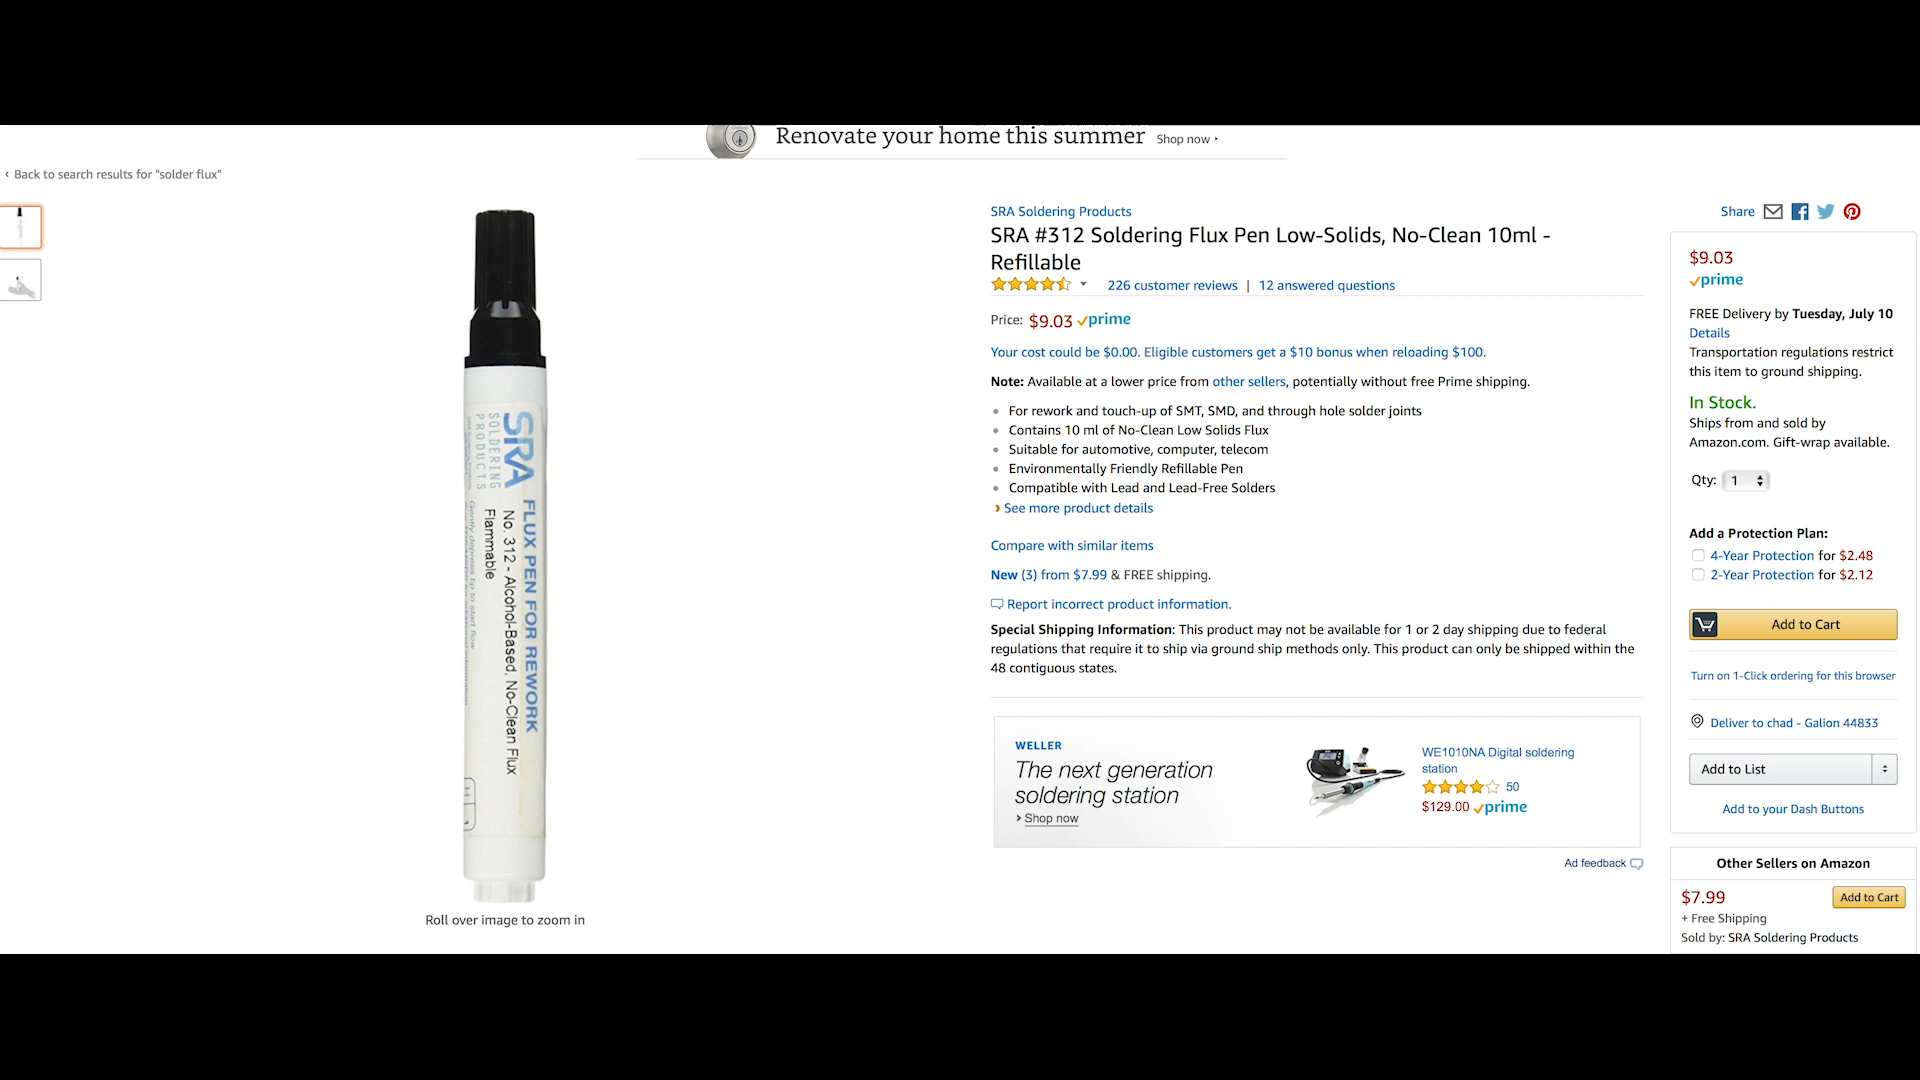 Renovate your home this summer Shop now ‣
‹ Back to search results for "solder flux"
SRA
SOLDERING
PRODUCTS
FLUX PEN FOR REWORK
No. 312 - Alcohol-Based, No-Clean Flux
Flammable
Gently depress tip to start flow
Roll over image to zoom in
SRA Soldering Products
SRA #312 Soldering Flux Pen Low-Solids, No-Clean 10ml -
Refillable
226 customer reviews | 12 answered questions
Price: $9.03 prime
Your cost could be $0.00. Eligible customers get a $10 bonus when reloading $100.
Note: Available at a lower price from other sellers, potentially without free Prime shipping.
• For rework and touch-up of SMT, SMD, and through hole solder joints
• Contains 10 ml of No-Clean Low Solids Flux
• Suitable for automotive, computer, telecom
• Environmentally Friendly Refillable Pen
• Compatible with Lead and Lead-Free Solders
› See more product details
Compare with similar items
New (3) from $7.99 & FREE shipping.
Report incorrect product information.
Special Shipping Information: This product may not be available for 1 or 2 day shipping due to federal
regulations that require it to ship via ground ship methods only. This product can only be shipped within the
48 contiguous states.
WELLER
The next generation
soldering station
› Shop now
WE1010NA Digital soldering
station
50
$129.00 prime
Ad feedback
Share
$9.03
prime
FREE Delivery by Tuesday, July 10
Details
Transportation regulations restrict
this item to ground shipping.
In Stock.
Ships from and sold by
Amazon.com. Gift-wrap available.
Qty: 1
Add a Protection Plan:
4-Year Protection for $2.48
2-Year Protection for $2.12
Add to Cart
Turn on 1-Click ordering for this browser
Deliver to chad - Galion 44833
Add to List
Add to your Dash Buttons
Other Sellers on Amazon
$7.99 Add to Cart
+ Free Shipping
Sold by: SRA Soldering Products